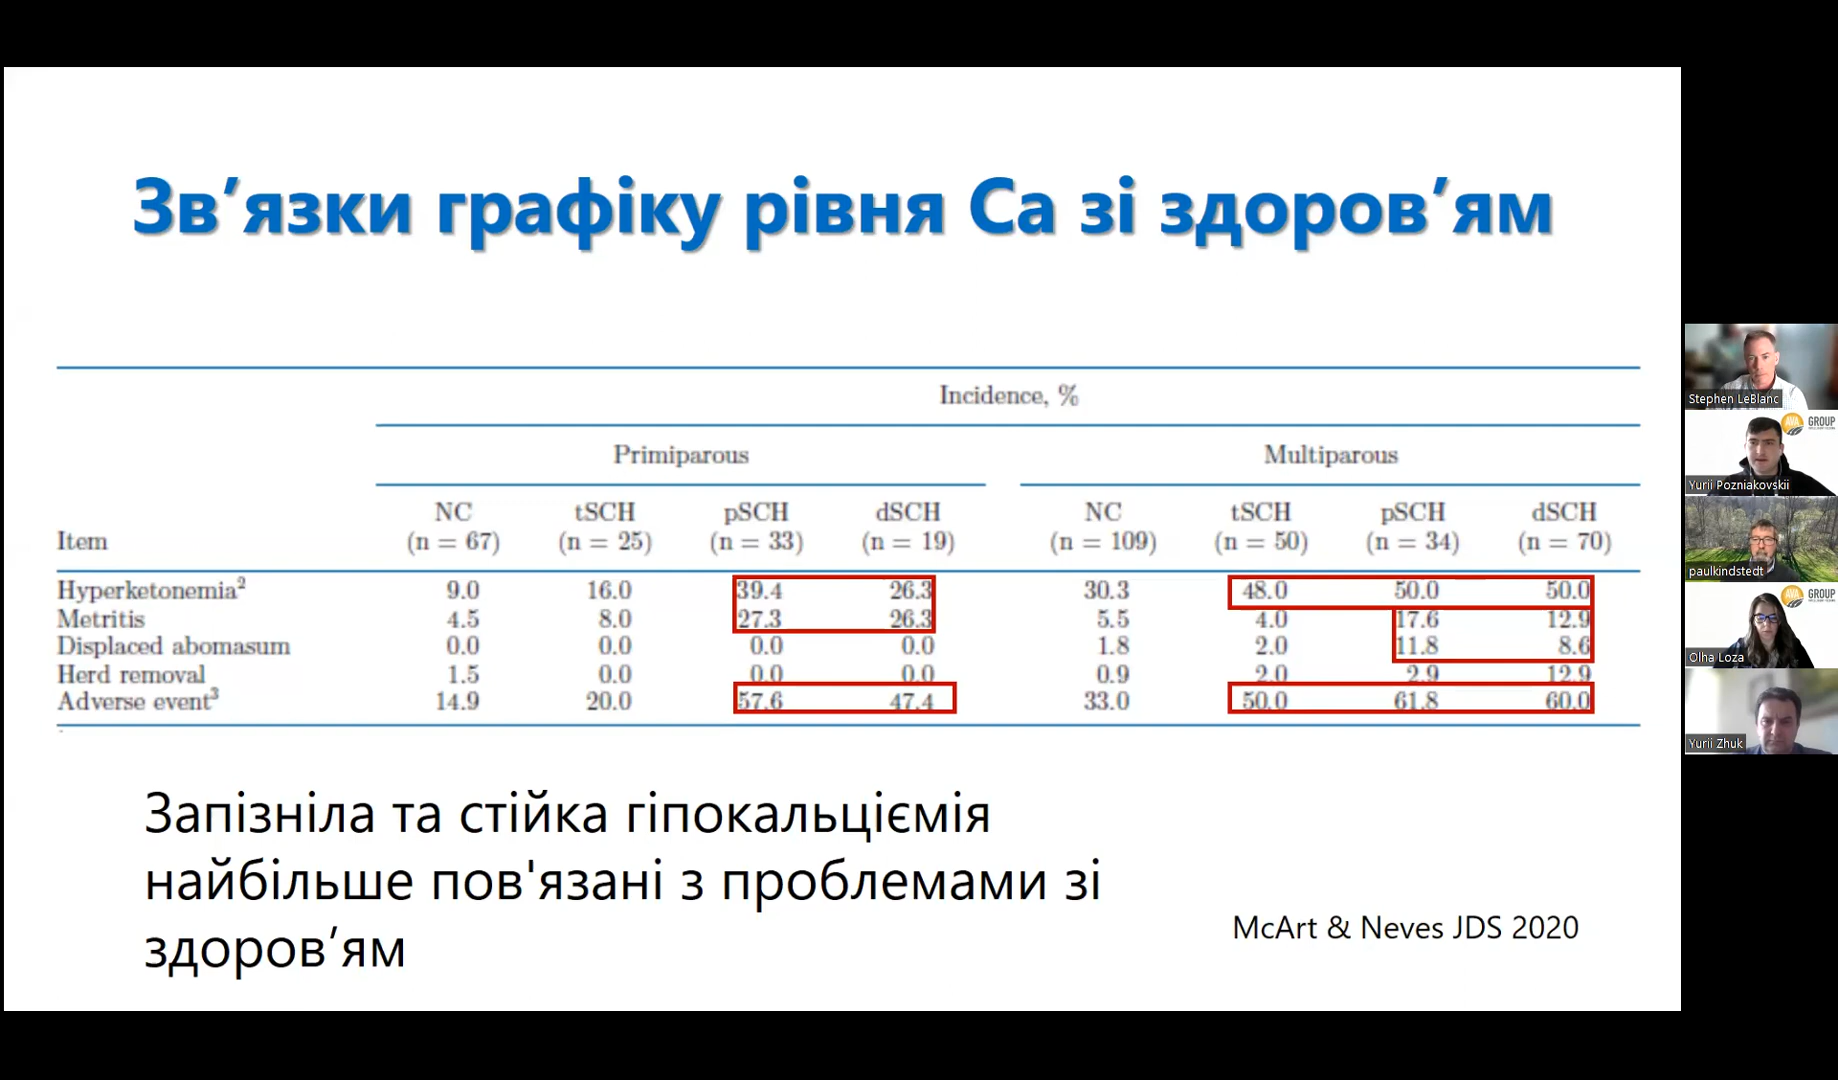 Зв’язки графіку рівня Ca зі здоров’ям
Incidence, %
Primiparous Multiparous
NC tSCH pSCH dSCH NC tSCH pSCH dSCH
Item (n = 67) (n = 25) (n = 33) (n = 19) (n = 109) (n = 50) (n = 34) (n = 70)
Hyperketonemia2 9.0 16.0 39.4 26.3 30.3 48.0 50.0 50.0
Metritis 4.5 8.0 27.3 26.3 5.5 4.0 17.6 12.9
Displaced abomasum 0.0 0.0 0.0 0.0 1.8 2.0 11.8 8.6
Herd removal 1.5 0.0 0.0 0.0 0.9 2.0 2.9 12.9
Adverse event3 14.9 20.0 57.6 47.4 33.0 50.0 61.8 60.0
Запізніла та стійка гіпокальціємія
найбільше пов'язані з проблемами зі
здоров’ям
McArt & Neves JDS 2020
Stephen LeBlanc
AVA GROUP
Yurii Pozniakovskii
paulkindstedt
AVA GROUP
Olha Loza
Yurii Zhuk